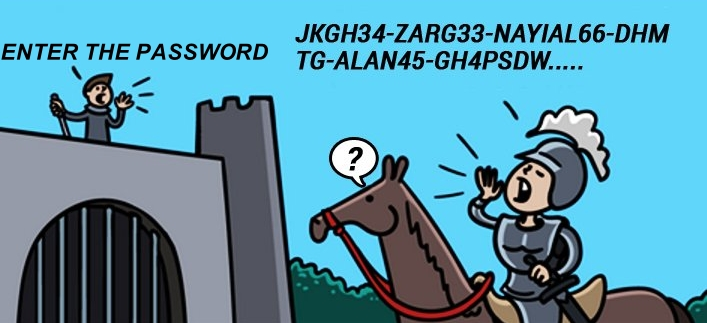 ENTER THE PASSWORD
JKGH34-ZARG33-NAYIAL66-DHM
TG-ALAN45-GH4PSDW.....
?